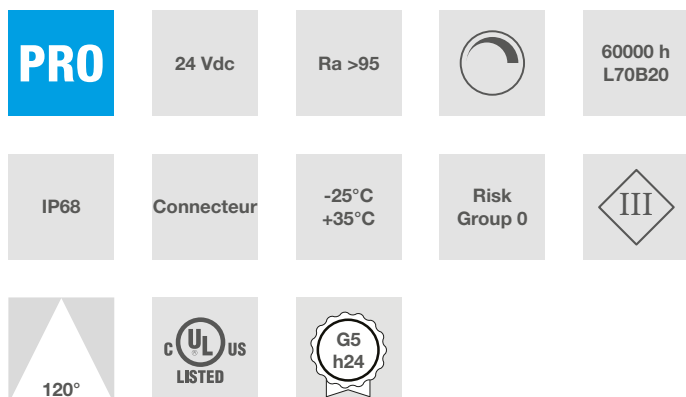 PRO
24 Vdc
Ra >95
60000 h
L70B20
IP68
Connecteur
-25°C
+35°C
Risk
Group 0
III
120°
C UL US
®
LISTED
G5
h24